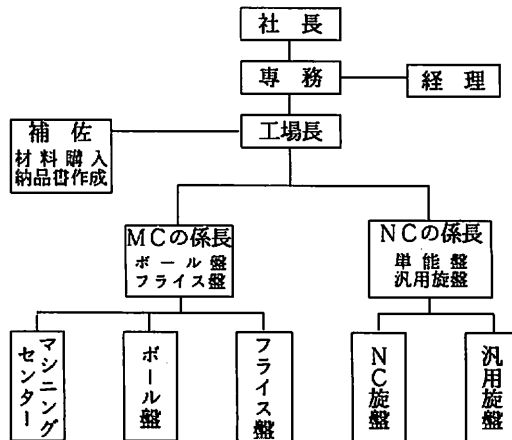 社長
専務
経理
工場長
補佐
材料購入
納品書作成
MCの係長
ボール盤
フライス盤
NCの係長
単能盤
汎用旋盤
マシニング
センター
ボール盤
フライス盤
NC旋盤
汎用旋盤